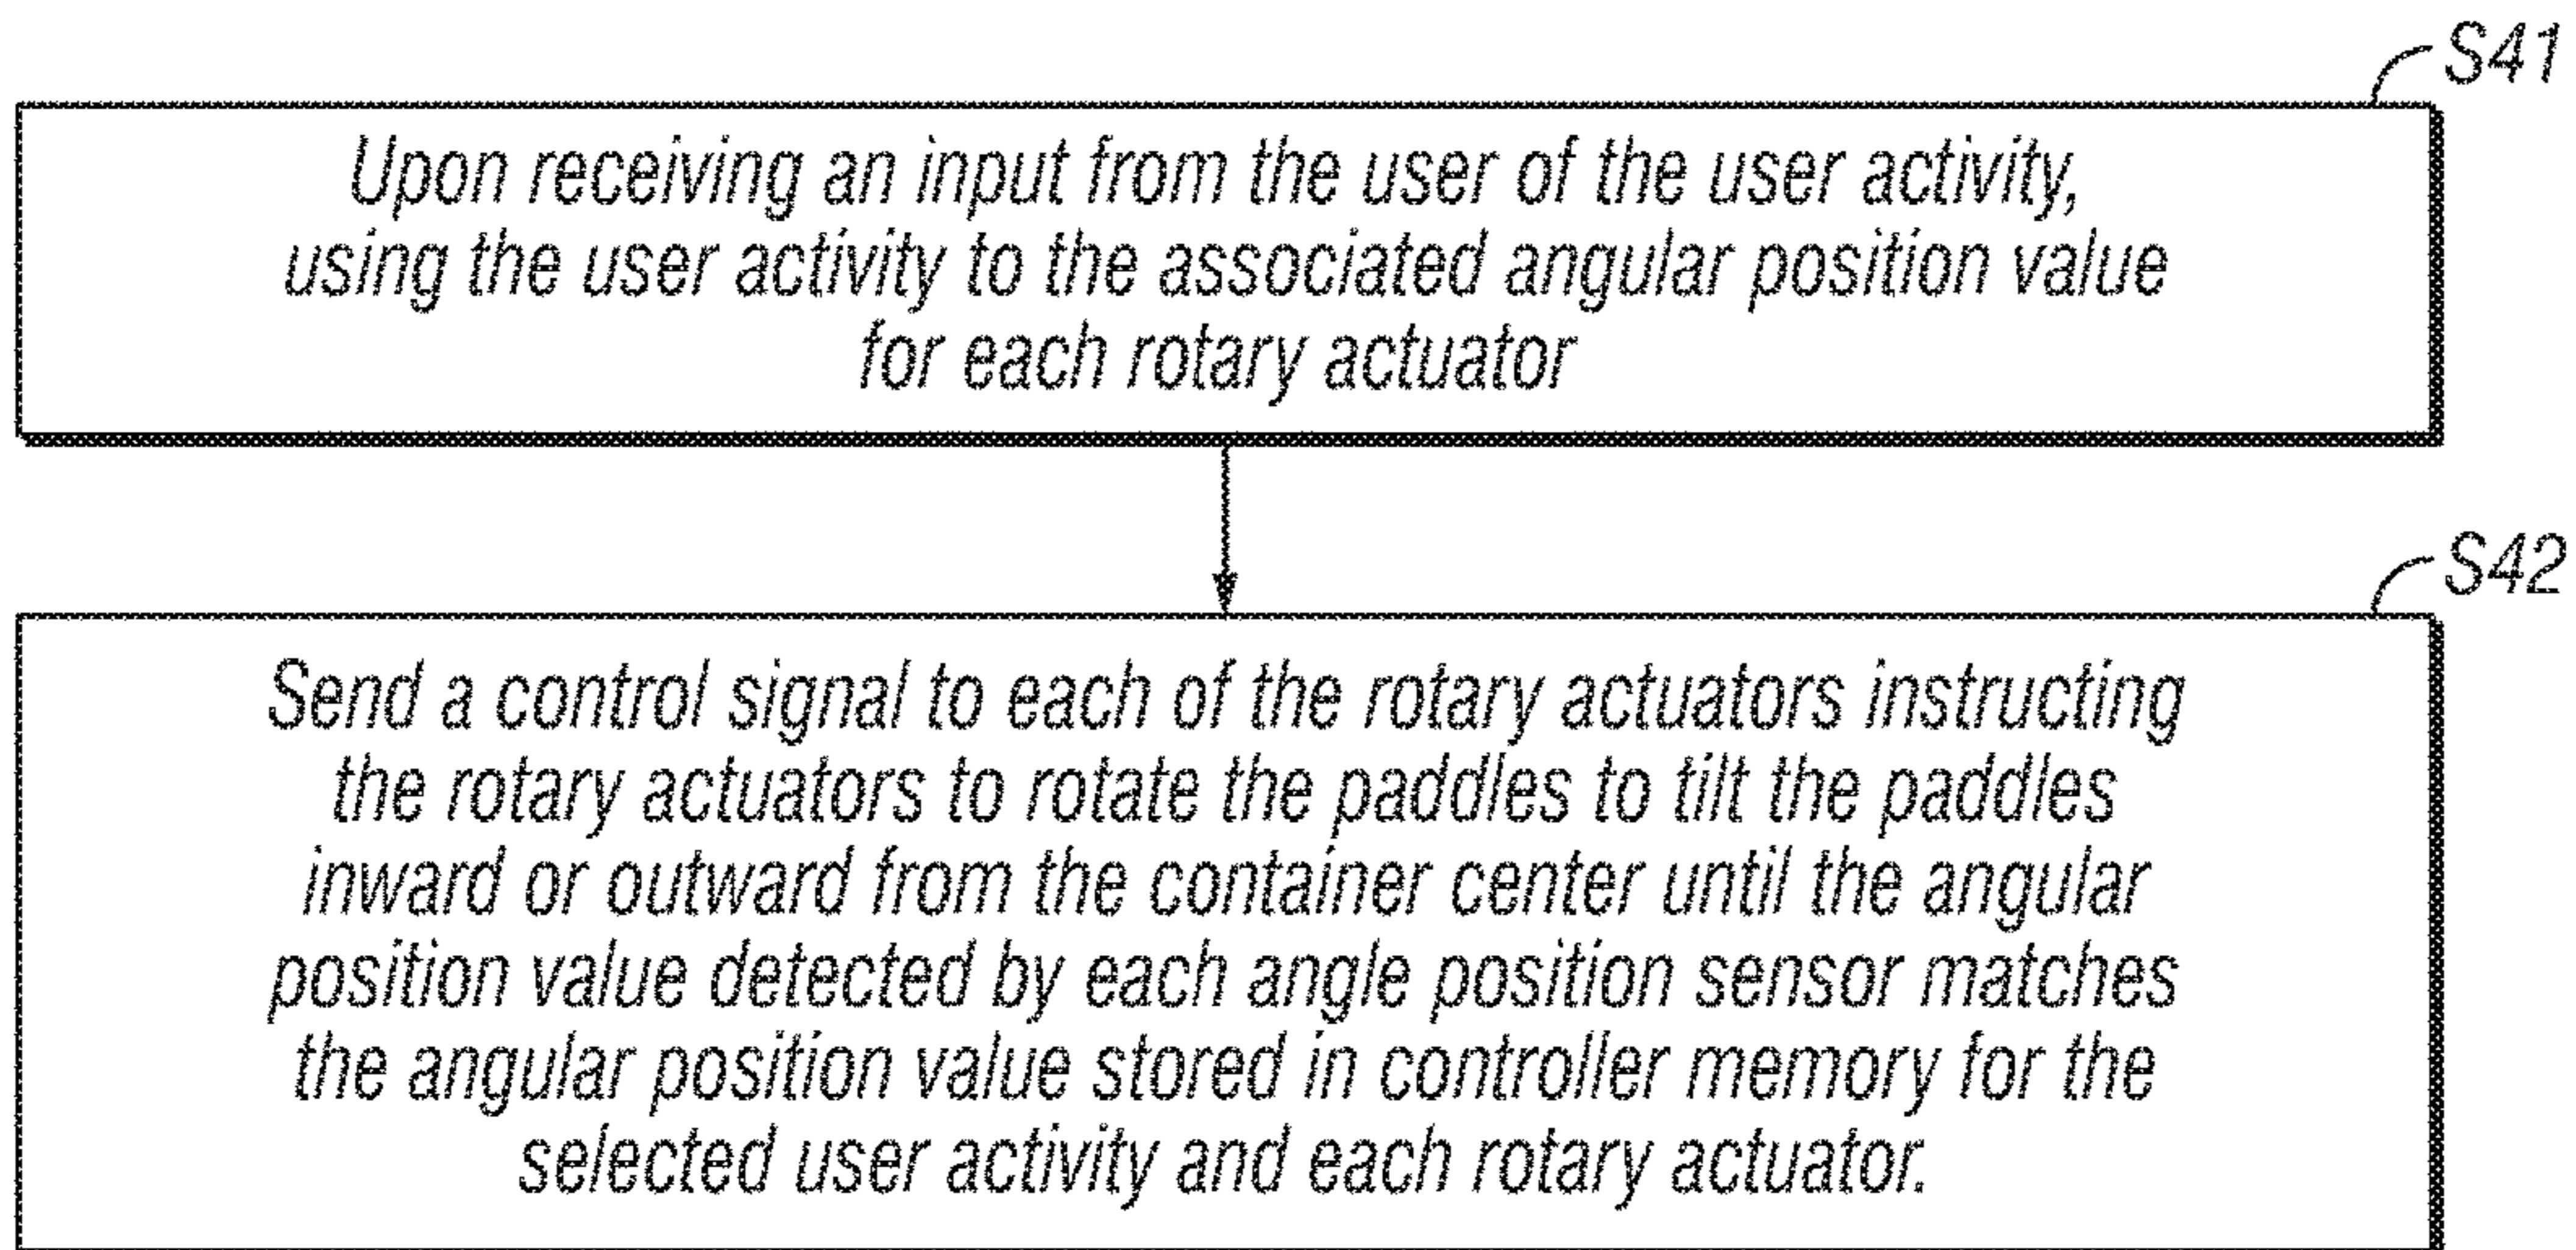 S41
Upon receiving an input from the user of the user activity,
using the user activity to the associated angular position value
for each rotary actuator
S42
Send a control signal to each of the rotary actuators instructing
the rotary actuators to rotate the paddles to tilt the paddles
inward or outward from the container center until the angular
position value detected by each angle position sensor matches
the angular position value stored in controller memory for the
selected user activity and each rotary actuator.